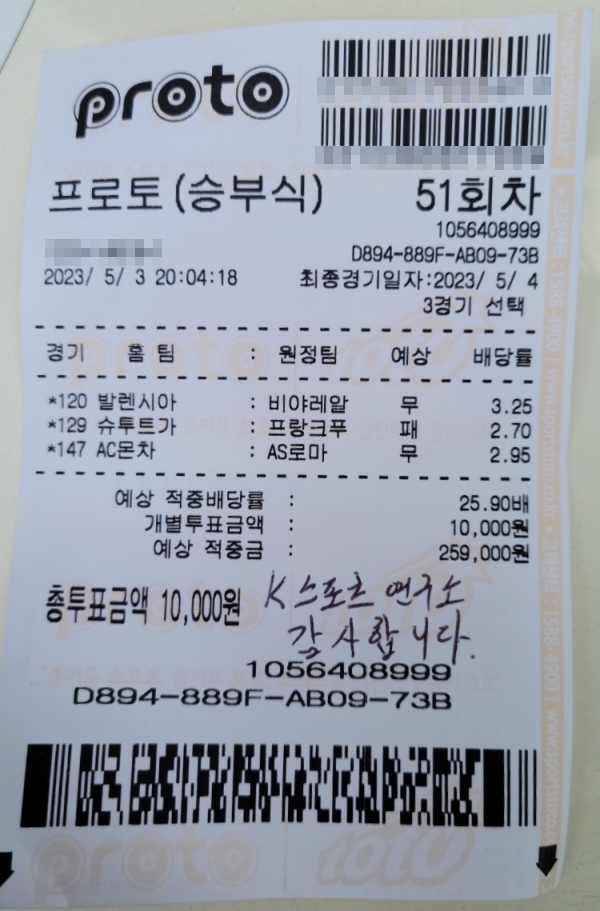 proto
프로토(승부식) 51회차
1056408999
D894-889F-AB09-73B
2023/ 5/ 3 20:04:18 최종경기일자:2023/ 5/ 4
3경기 선택
경기 홈 팀 : 원정팀 예상 배당률
*120 발렌시아 : 비야레알 무 3.25
*129 슈투트가 : 프랑크푸 패 2.70
*147 AC몬차 : AS로마 무 2.95
예상 적중배당률 : 25.90배
개별투표금액 : 10,000원
예상 적중금 : 259,000원
총투표금액 10,000원
K스포츠 연구소
감사합니다.
1056408999
D894-889F-AB09-73B
proto